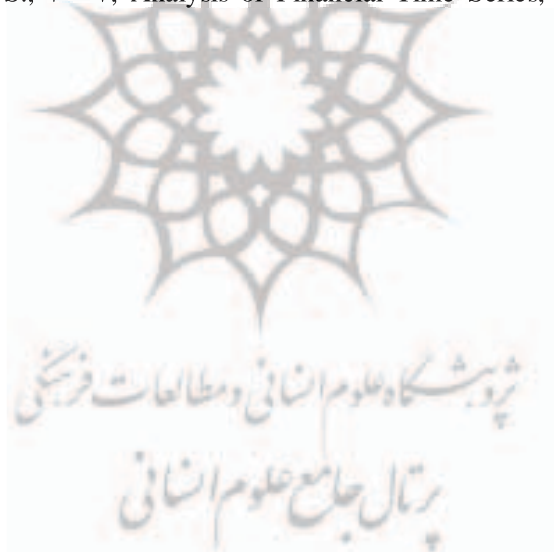 Analysis of Financial Time Series,
پژوهشگاه علوم انسانی و مطالعات فرهنگی
پرتال جامع علوم انسانی